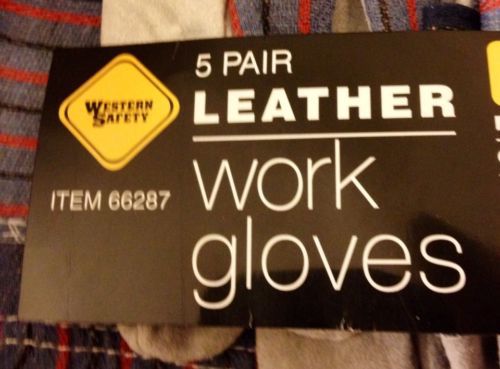 WESTERN
SAFETY
ITEM 66287
5 PAIR
LEATHER
work
gloves